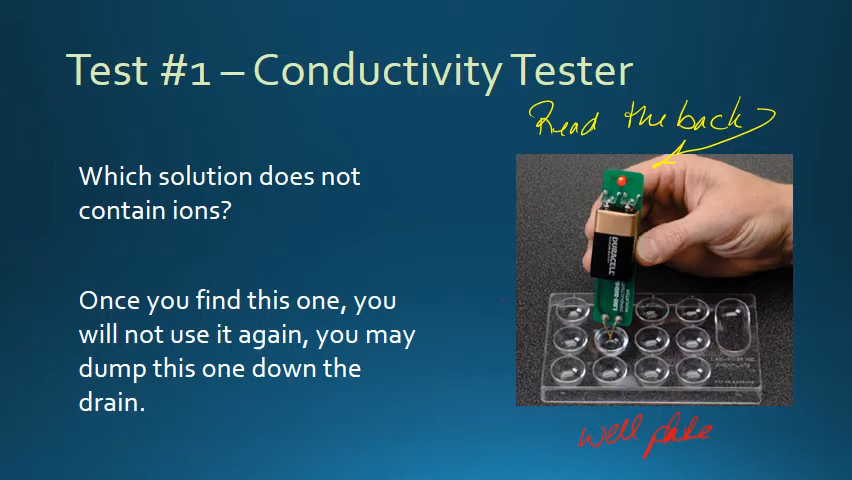 Test #1 – Conductivity Tester
Read the back
Which solution does not
contain ions?
DURACELL
Once you find this one, you
will not use it again, you may
dump this one down the
drain.
well plate